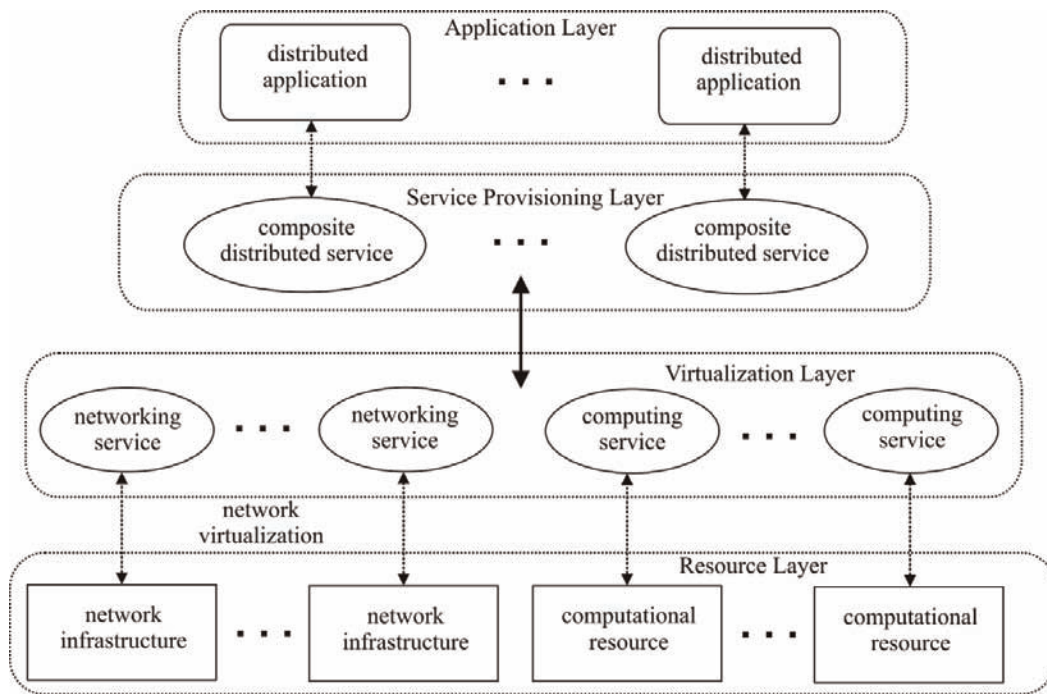 Application Layer
distributed
application
distributed
application
Service Provisioning Layer
composite
distributed service
composite
distributed service
Virtualization Layer
networking
service
networking
service
computing
service
computing
service
network
virtualization
Resource Layer
network
infrastructure
network
infrastructure
computational
resource
computational
resource